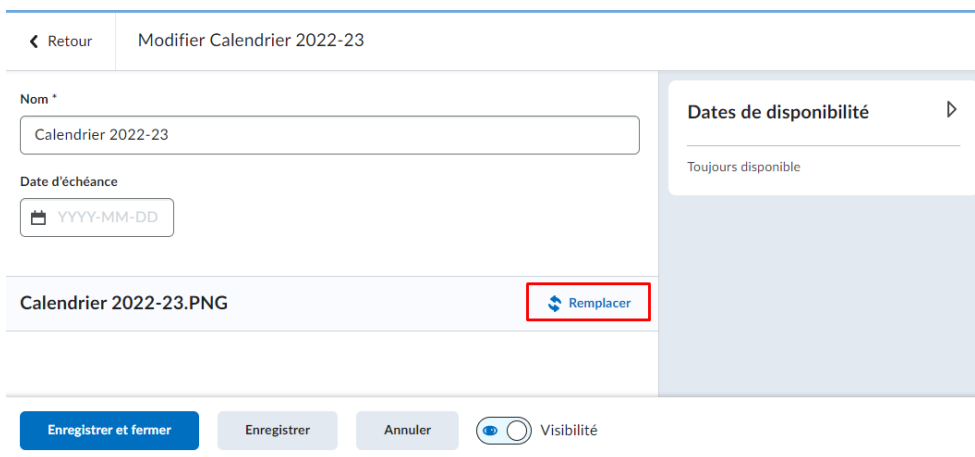 Retour
Modifier Calendrier 2022-23
Nom *
Calendrier 2022-23
Date d'échéance
YYYY-MM-DD
Calendrier 2022-23.PNG
Remplacer
Dates de disponibilité
Toujours disponible
Enregistrer et fermer
Enregistrer
Annuler
Visibilité